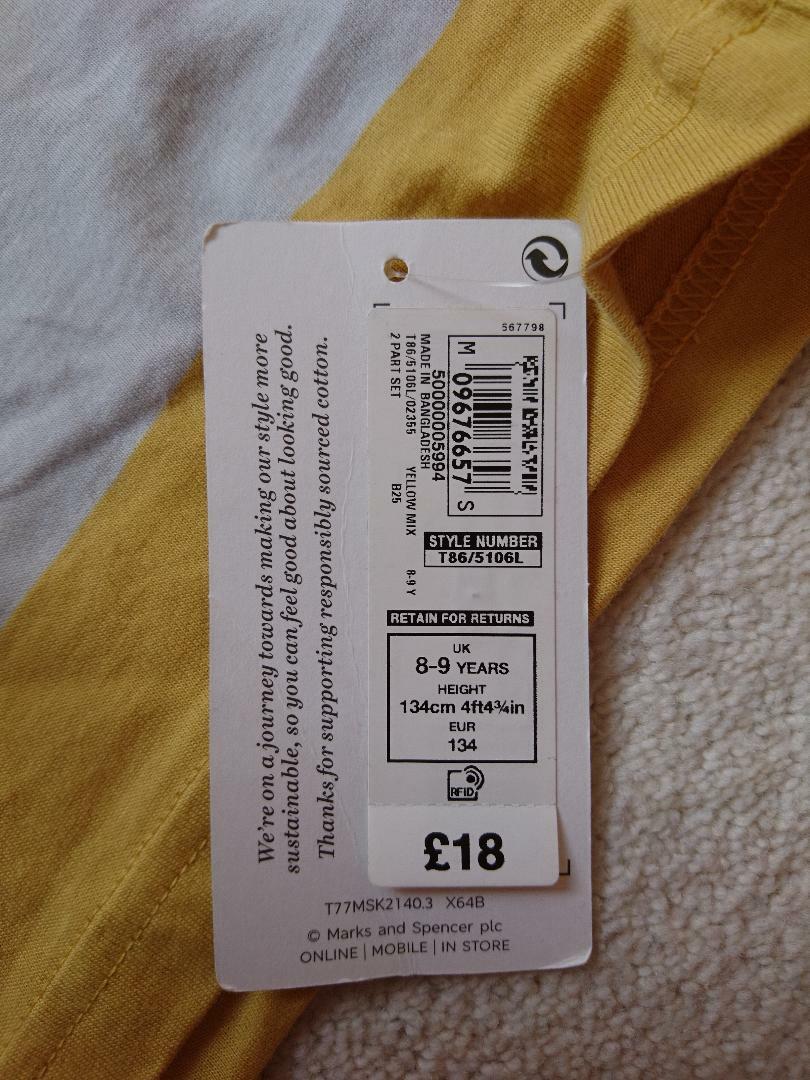 We're on a journey towards making our style more
sustainable, so you can feel good about looking good.
Thanks for supporting responsibly sourced cotton.
567798
M 09676657 S
5000005994
MADE IN BANGLADESH
T86/5106L/02355 YELLOW MIX 8-9 Y
2 PART SET B25
STYLE NUMBER
T86/5106L
RETAIN FOR RETURNS
UK
8-9 YEARS
HEIGHT
134cm 4ft4¾in
EUR
134
RFID
£18
T77MSK2140.3 X64B
© Marks and Spencer plc
ONLINE | MOBILE | IN STORE